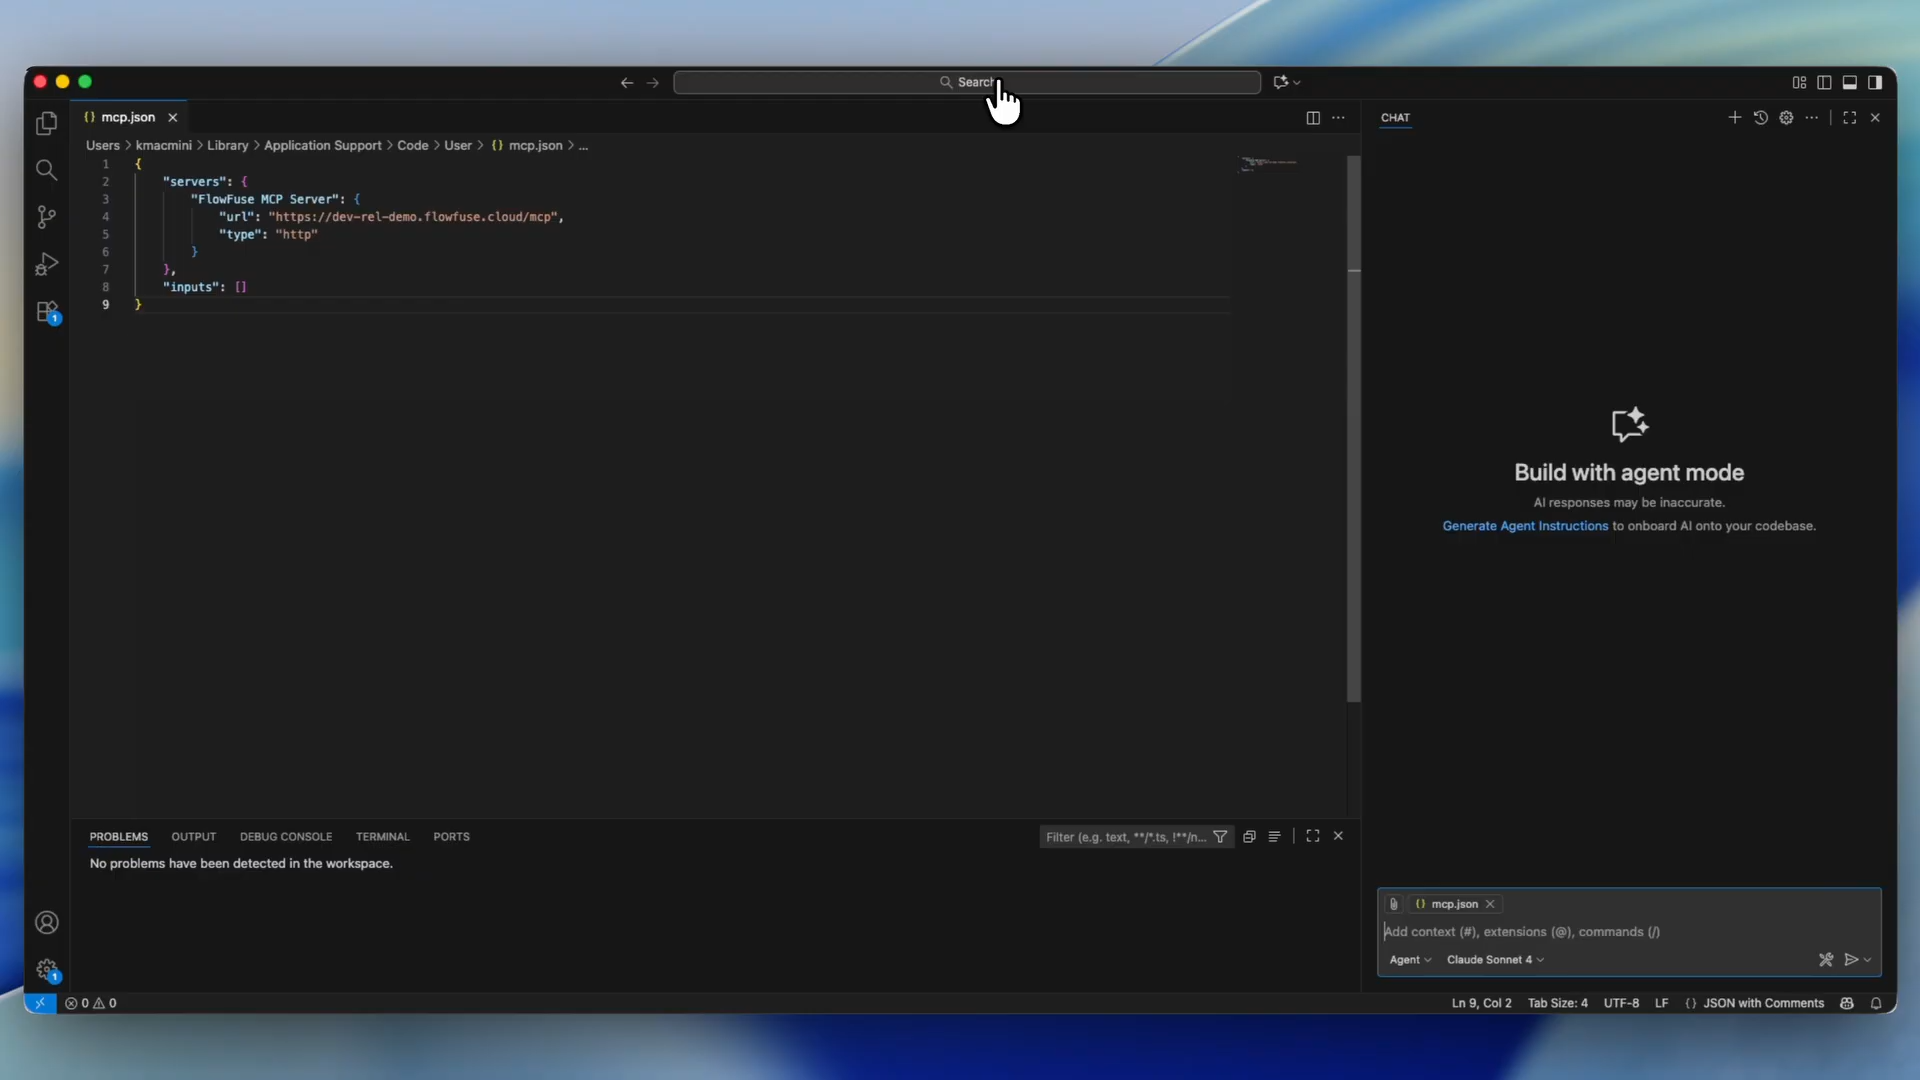 Search
mcp.json
CHAT
Users > kmacmini > Library > Application Support > Code > User > {} mcp.json > ...
1 {
2 "servers": {
3 "FlowFuse MCP Server": {
4 "url": "https://dev-rel-demo.flowfuse.cloud/mcp",
5 "type": "http"
6 }
7 },
8 "inputs": []
9 }
1
Build with agent mode
AI responses may be inaccurate.
Generate Agent Instructions to onboard AI onto your codebase.
PROBLEMS OUTPUT DEBUG CONSOLE TERMINAL PORTS
Filter (e.g. text, **/*.ts, !**/n...
No problems have been detected in the workspace.
{} mcp.json
Add context (#), extensions (@), commands (/)
Agent Claude Sonnet 4
1
0 0
Ln 9, Col 2 Tab Size: 4 UTF-8 LF {} JSON with Comments